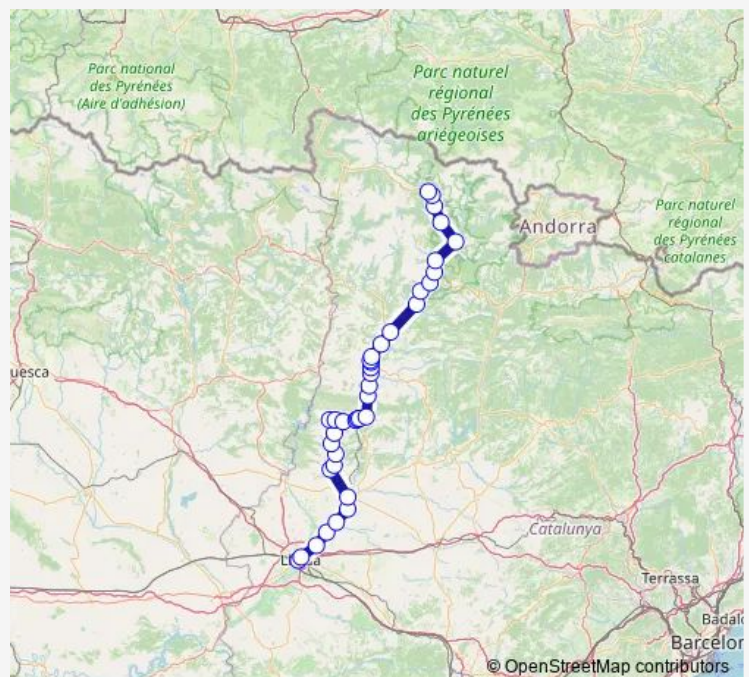 Parc national
des Pyrénées
(Aire d'adhésion)
Parc naturel
régional
des Pyrénées
ariégeoises
Parc naturel
régional
des Pyrénées
catalanes
Andorra
uesca
Catalunya
Terrassa
Badalo
Barcelon
© OpenStreetMap contributors